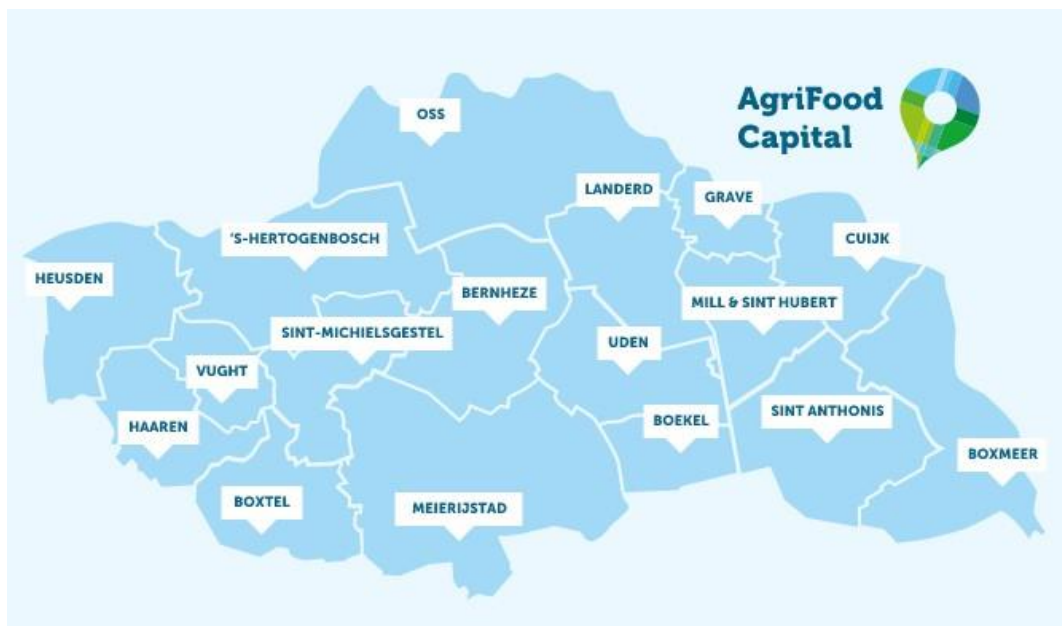 AgriFood
Capital
OSS
LANDERD
GRAVE
'S-HERTOGENBOSCH
CUIJK
HEUSDEN
BERNHEZE
MILL & SINT HUBERT
SINT-MICHIELSGESTEL
UDEN
VUGHT
SINT ANTHONIS
BOEKEL
HAAREN
BOXMEER
BOXTEL
MEIERIJSTAD